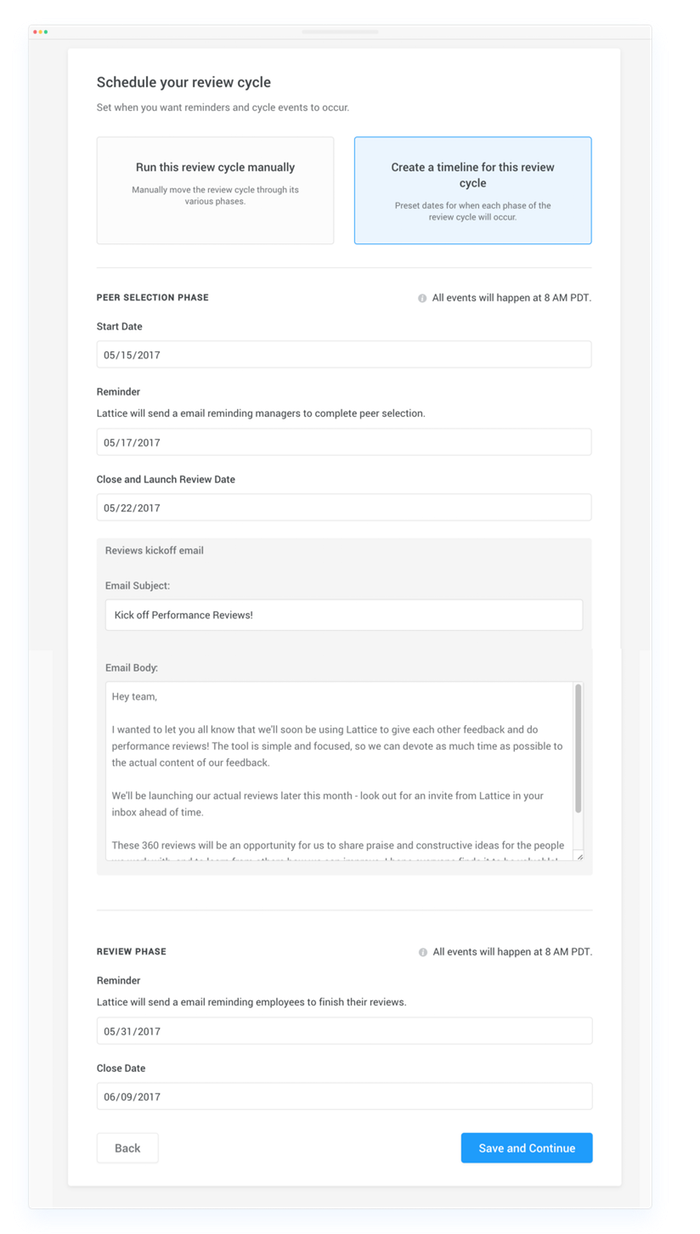 Schedule your review cycle
Set when you want reminders and cycle events to occur.
Run this review cycle manually
Manually move the review cycle through its
various phases.
Create a timeline for this review
cycle
Preset dates for when each phase of the
review cycle will occur.
PEER SELECTION PHASE
All events will happen at 8 AM PDT.
Start Date
05/15/2017
Reminder
Lattice will send a email reminding managers to complete peer selection.
05/17/2017
Close and Launch Review Date
05/22/2017
Reviews kickoff email
Email Subject:
Kick off Performance Reviews!
Email Body:
Hey team,
I wanted to let you all know that we'll soon be using Lattice to give each other feedback and do
performance reviews! The tool is simple and focused, so we can devote as much time as possible to
the actual content of our feedback.
We'll be launching our actual reviews later this month - look out for an invite from Lattice in your
inbox ahead of time.
These 360 reviews will be an opportunity for us to share praise and constructive ideas for the people
REVIEW PHASE
All events will happen at 8 AM PDT.
Reminder
Lattice will send a email reminding employees to finish their reviews.
05/31/2017
Close Date
06/09/2017
Back
Save and Continue